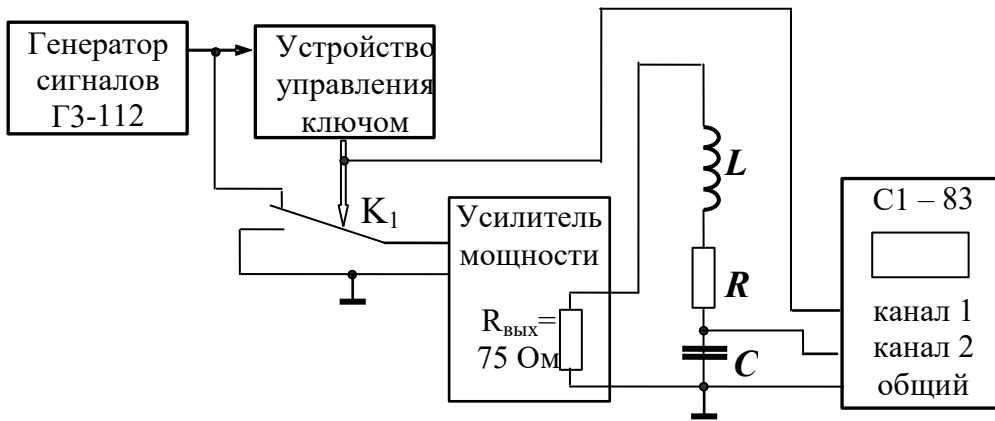 Генератор
сигналов
Г3-112
Устройство
управления
ключом
K₁
Усилитель
мощности
Rвых=
75 Ом
L
R
C
С1 – 83
канал 1
канал 2
общий